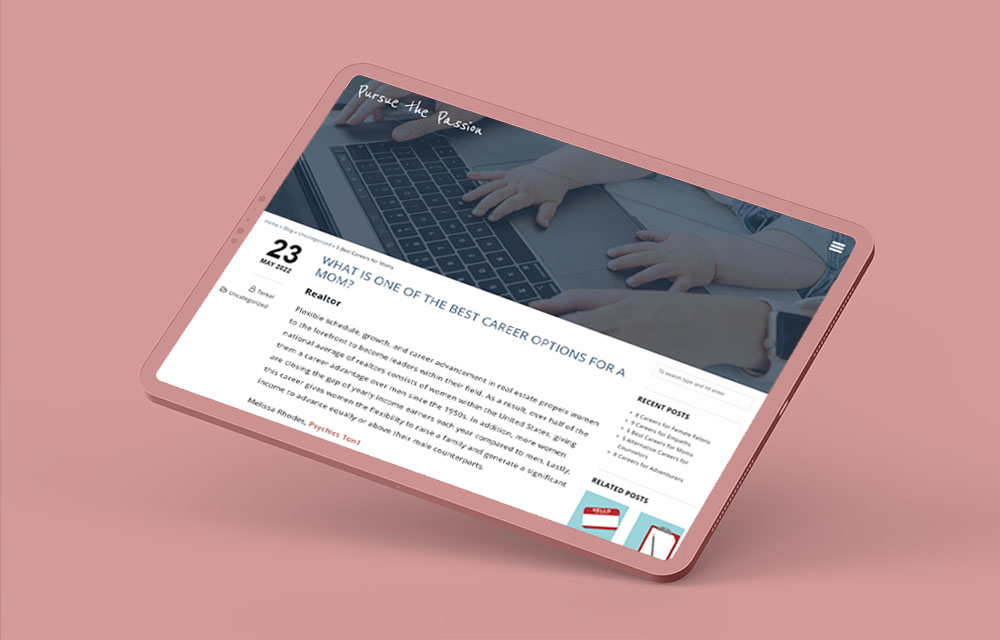 Pursue the Passion
Home » Blog » Uncategorized » 5 Best Careers for Moms
23
MAY 2022
Terkel
Uncategorized
WHAT IS ONE OF THE BEST CAREER OPTIONS FOR A
MOM?
Realtor
Flexible schedule, growth, and career advancement in real estate propels women
to the forefront to become leaders within their field. As a result, over half of the
national average of realtors consists of women within the United States, giving
them a career advantage over men since the 1950s. In addition, more women
are closing the gap of yearly income earners each year compared to men. Lastly,
this career gives women the flexibility to raise a family and generate a significant
income to advance equally or above their male counterparts.
Melissa Rhodes, Psychics 1on1
To search type and hit enter
RECENT POSTS
8 Careers for Female Felons
9 Careers for Empaths
5 Best Careers for Moms
5 Alternative Careers for
Counselors
8 Careers for Adventurers
RELATED POSTS
HELLO